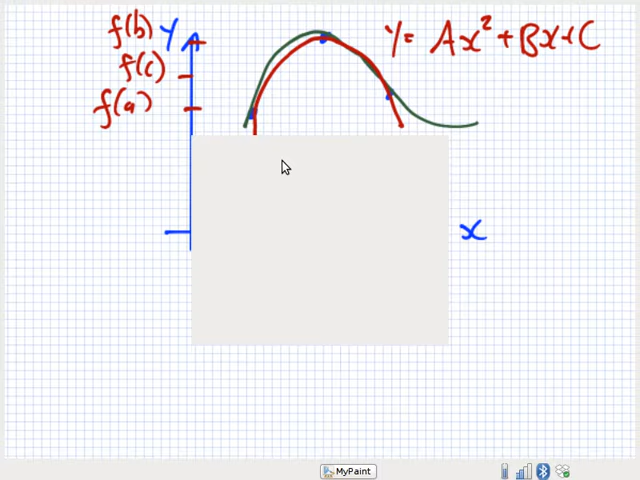 f(b) Y y = Ax² + Bx + C
f(c)
f(a)
x
MyPaint